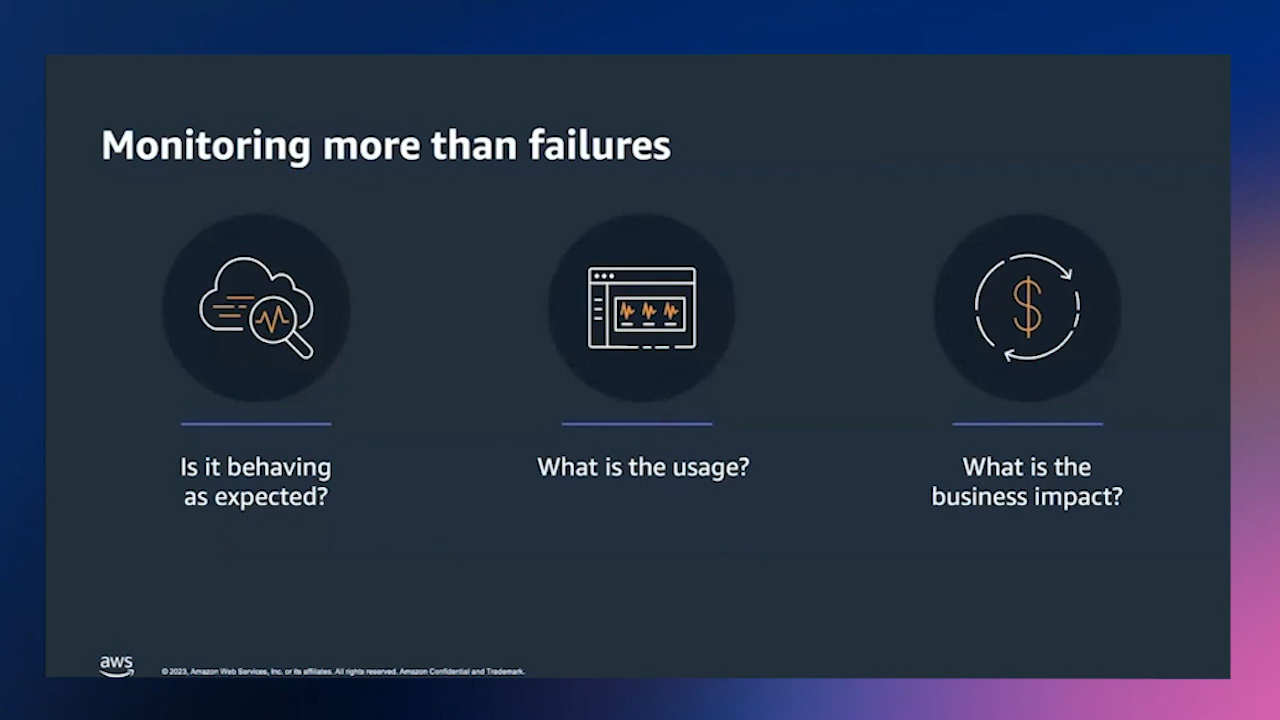 Monitoring more than failures
Is it behaving
as expected?
What is the usage?
What is the
business impact?
aws
© 2023, Amazon Web Services, Inc. or its affiliates. All rights reserved. Amazon Confidential and Trademark.